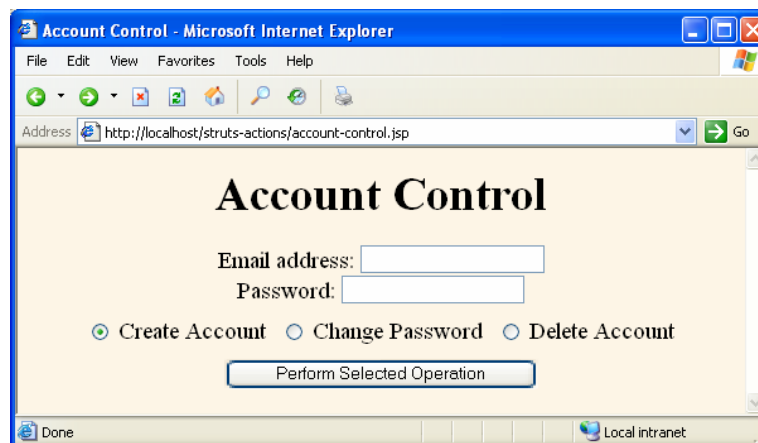 Account Control - Microsoft Internet Explorer
File Edit View Favorites Tools Help
Address http://localhost/struts-actions/account-control.jsp Go
Account Control
Email address:
Password:
Create Account Change Password Delete Account
Perform Selected Operation
Done Local intranet